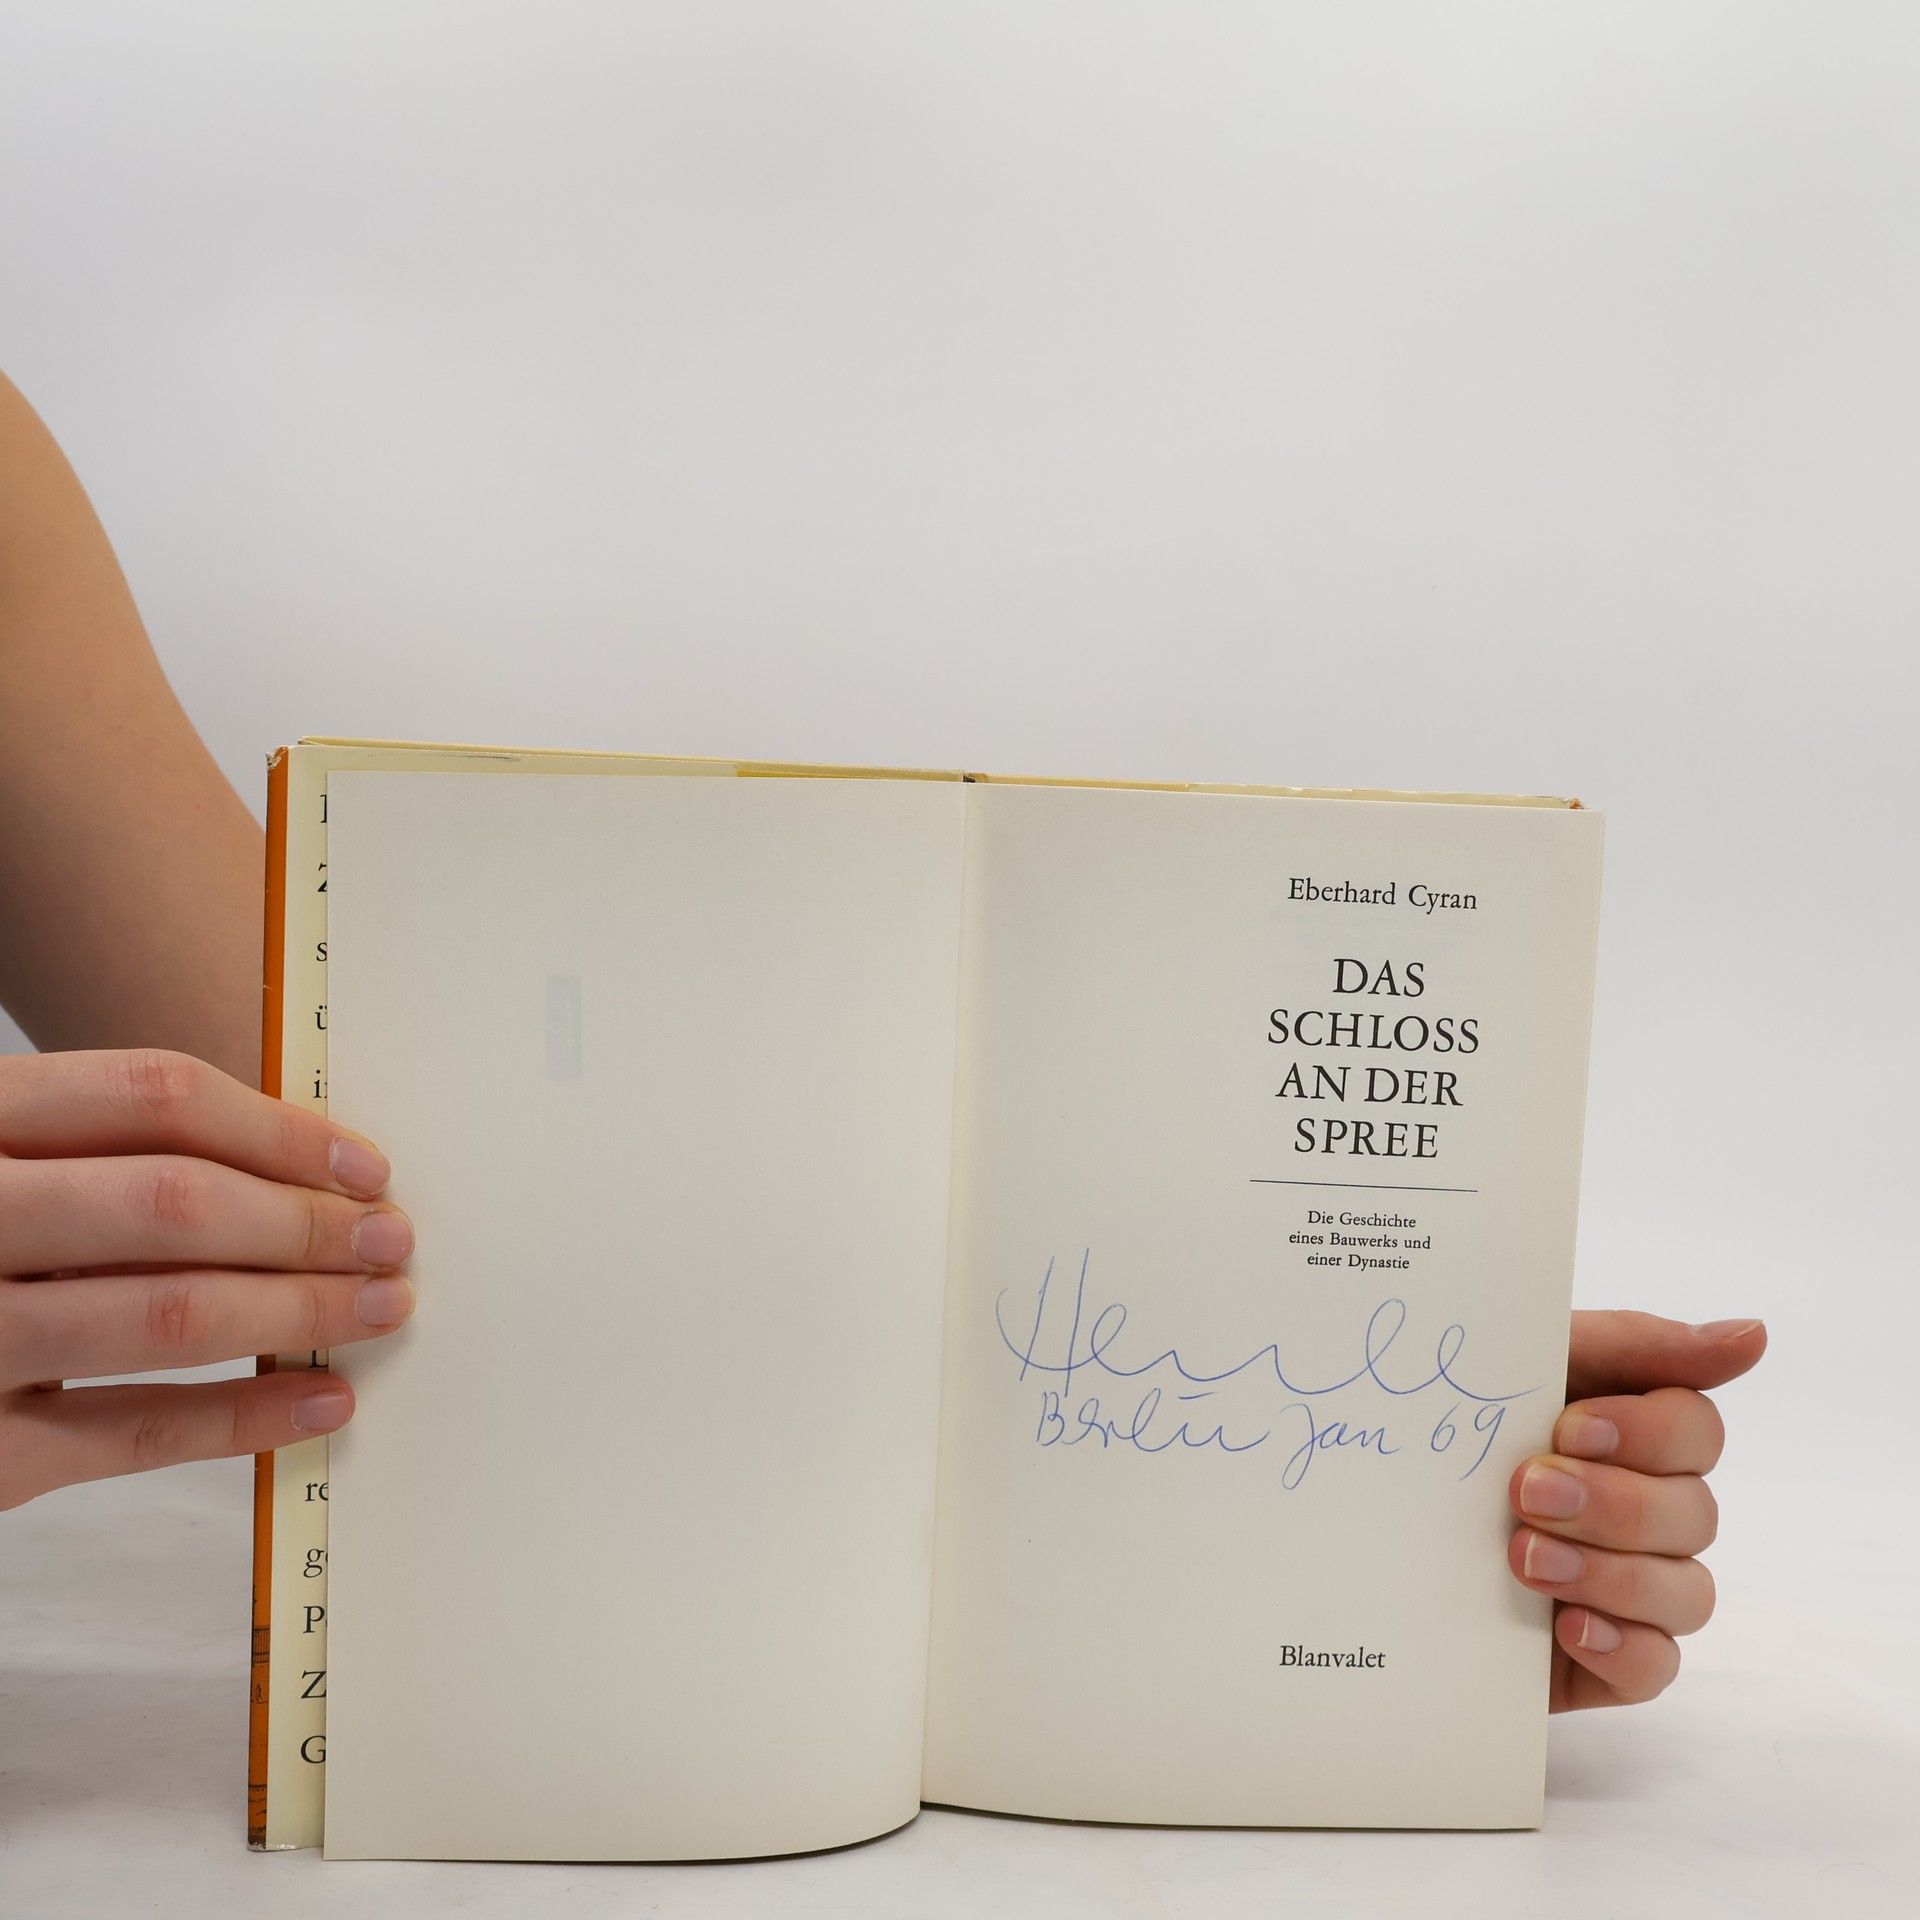 Eberhard Cyran
DAS
SCHLOSS
AN DER
SPREE
Die Geschichte
eines Bauwerks und
einer Dynastie
Berlin Jan 69
Blanvalet